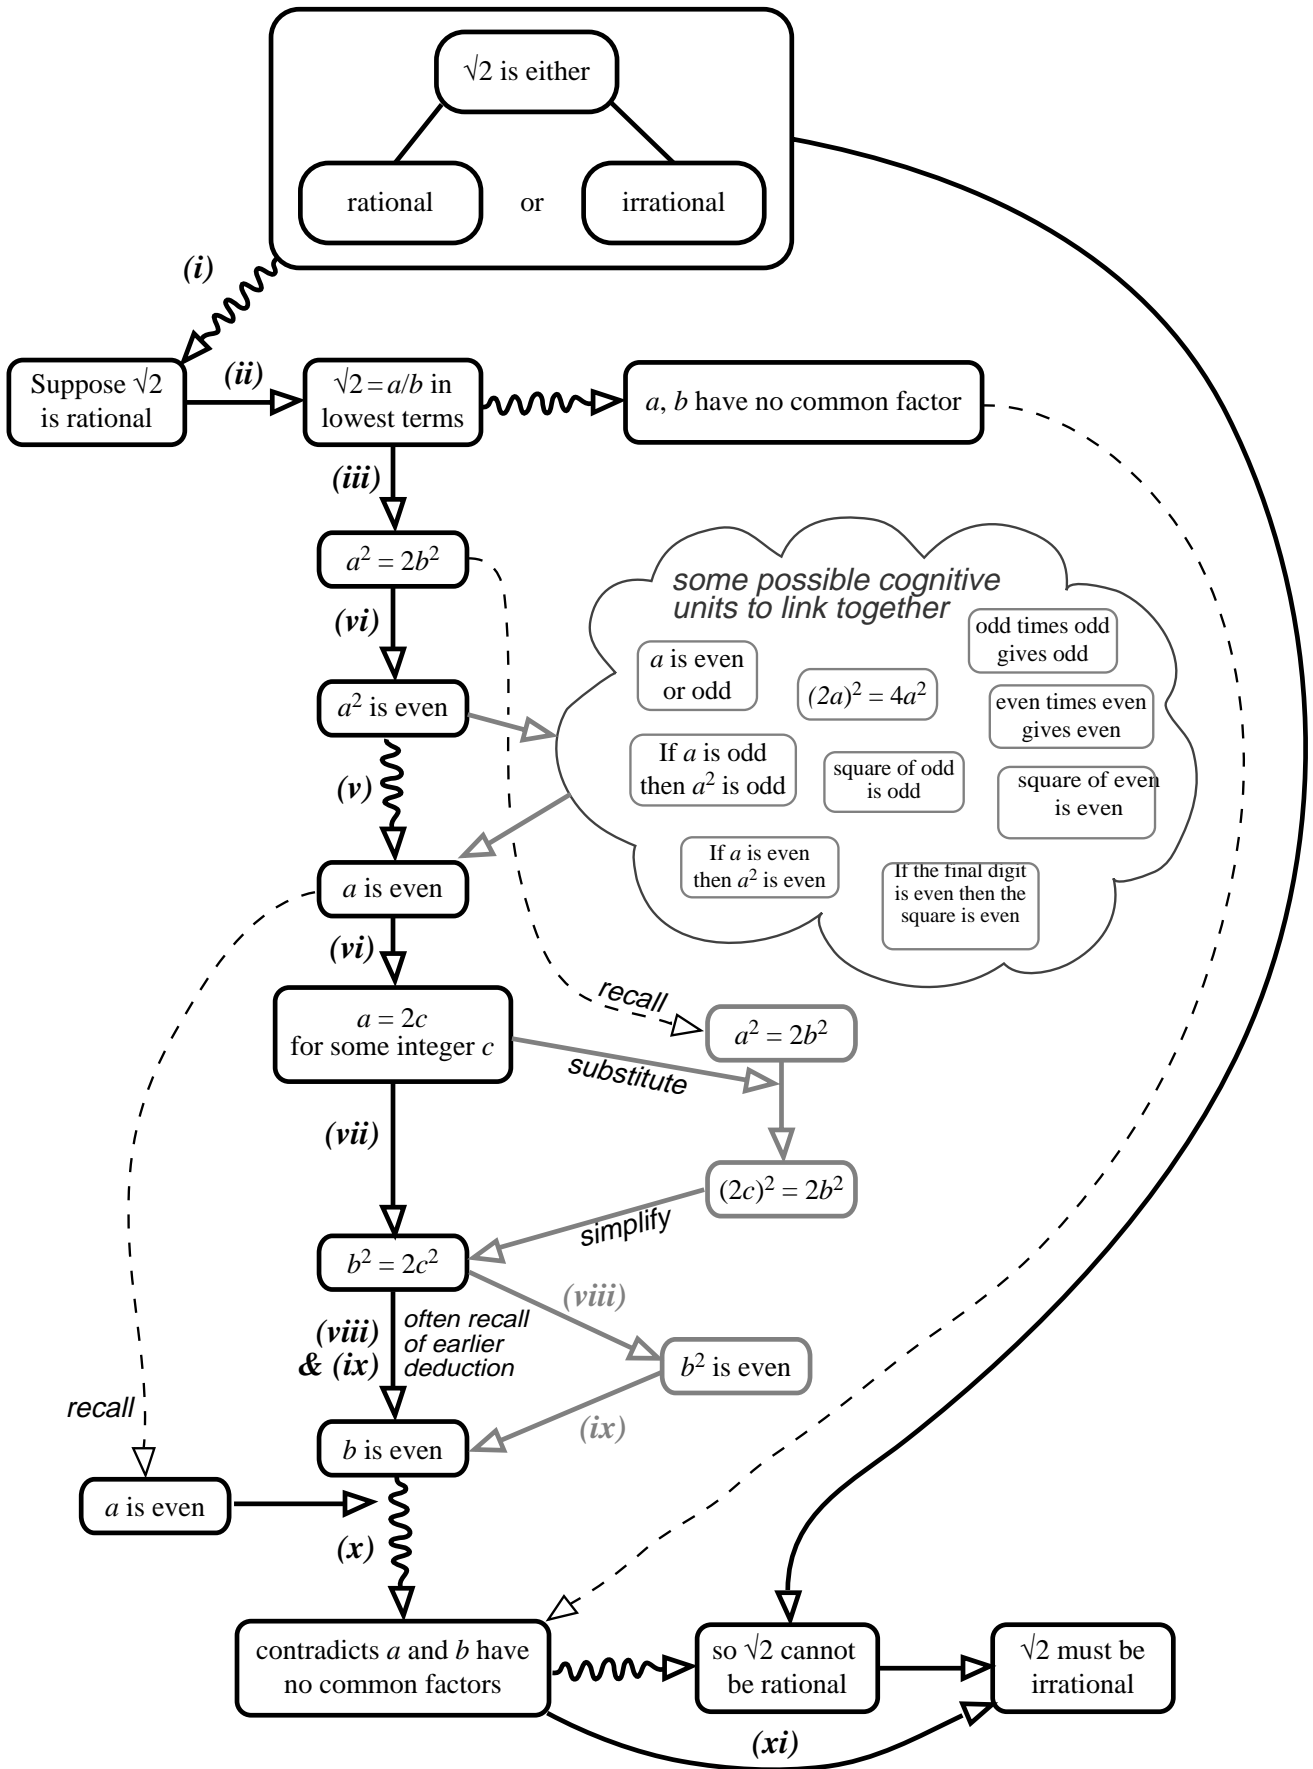 √2 is either
rational or irrational
(i)
Suppose √2
is rational
(ii)
√2 = a/b in
lowest terms
a, b have no common factor
(iii)
a² = 2b²
(vi)
a² is even
(v)
some possible cognitive
units to link together
odd times odd
gives odd
a is even
or odd
(2a)² = 4a²
even times even
gives even
If a is odd
then a² is odd
square of odd
is odd
square of even
is even
If a is even
then a² is even
If the final digit
is even then the
square is even
a is even
(vi)
a = 2c
for some integer c
recall
a² = 2b²
substitute
(vii)
(2c)² = 2b²
simplify
b² = 2c²
(viii)
(viii)
& (ix)
often recall
of earlier
deduction
b² is even
(ix)
recall
b is even
a is even
(x)
contradicts a and b have
no common factors
so √2 cannot
be rational
√2 must be
irrational
(xi)